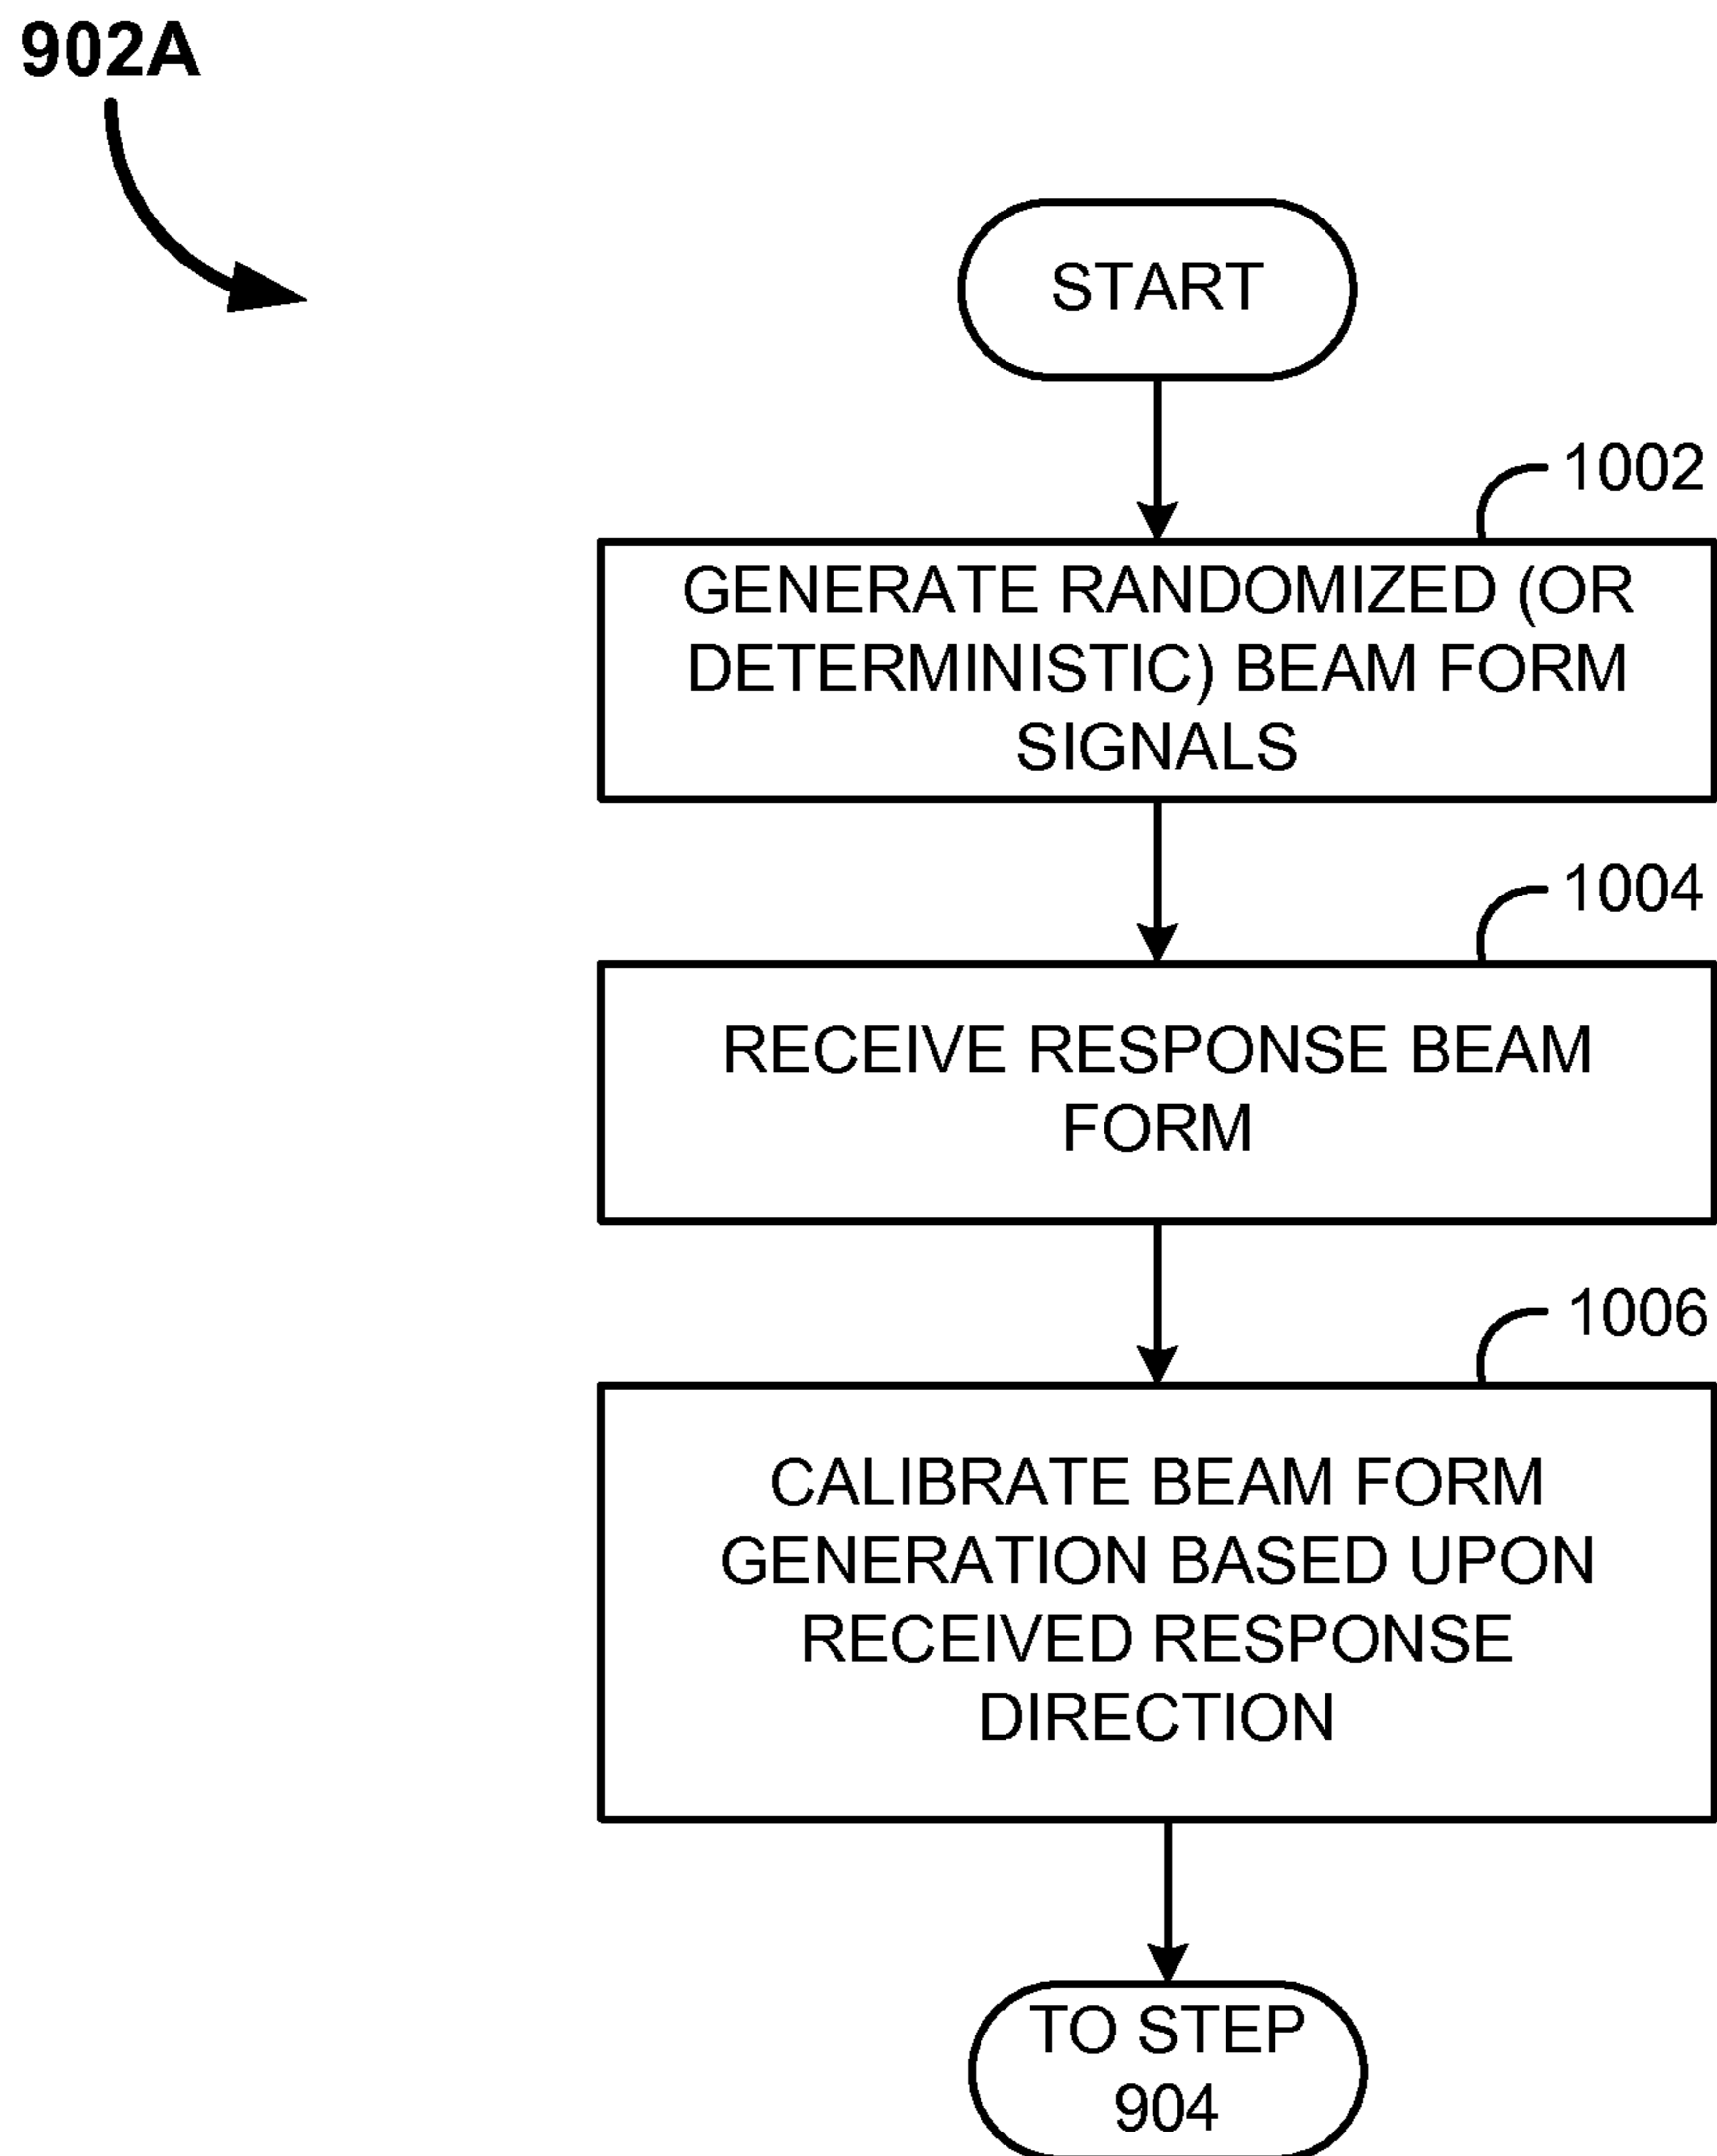 902A
START
1002
GENERATE RANDOMIZED (OR
DETERMINISTIC) BEAM FORM
SIGNALS
1004
RECEIVE RESPONSE BEAM
FORM
1006
CALIBRATE BEAM FORM
GENERATION BASED UPON
RECEIVED RESPONSE
DIRECTION
TO STEP
904